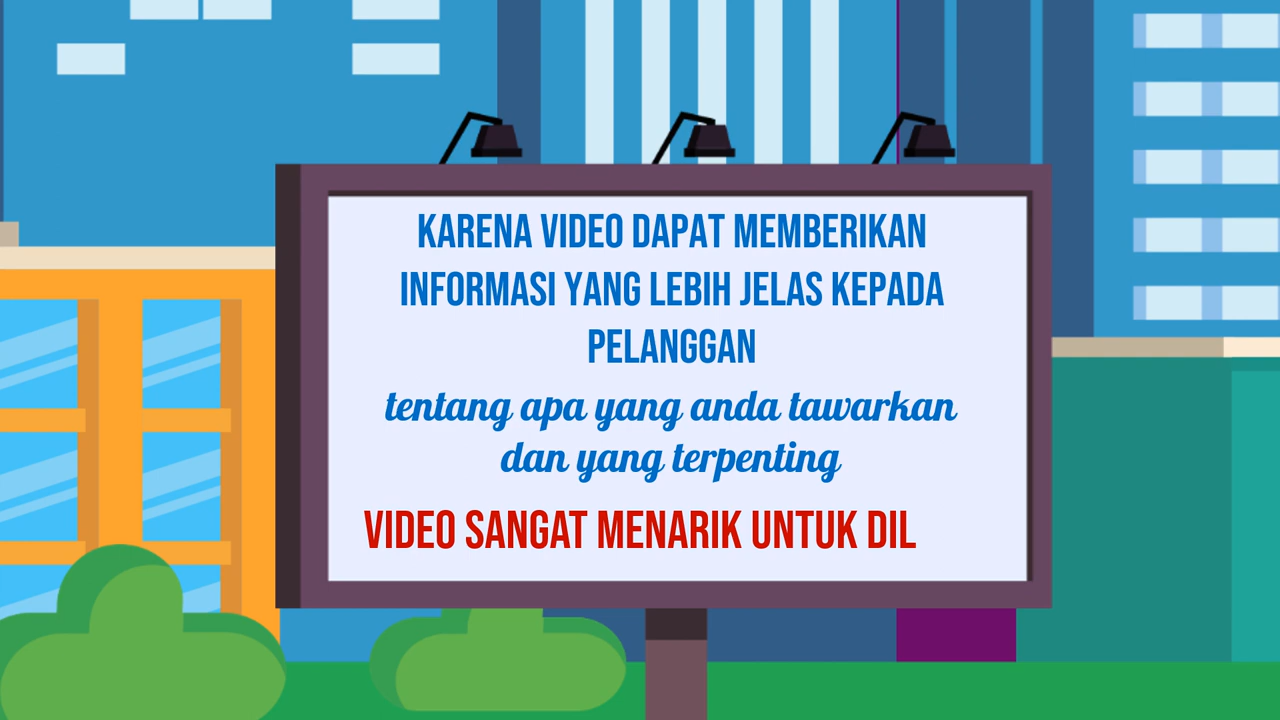 KARENA VIDEO DAPAT MEMBERIKAN
INFORMASI YANG LEBIH JELAS KEPADA
PELANGGAN
tentang apa yang anda tawarkan
dan yang terpenting
VIDEO SANGAT MENARIK UNTUK DIL